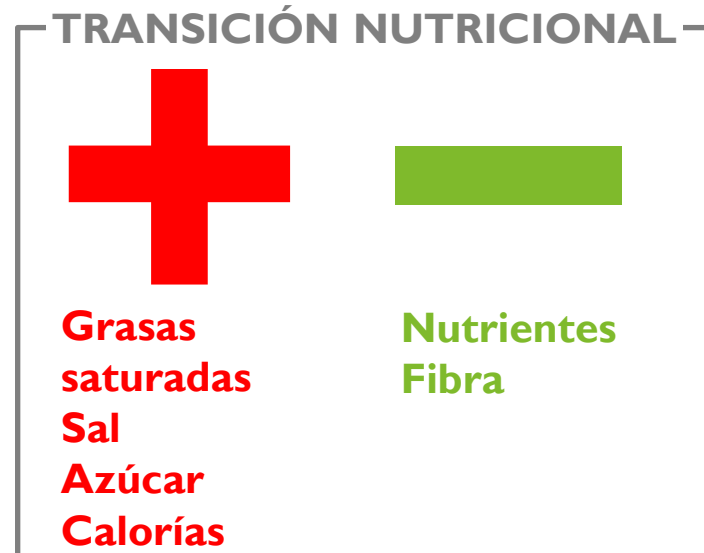 TRANSICIÓN NUTRICIONAL
Grasas
saturadas
Sal
Azúcar
Calorías
Nutrientes
Fibra